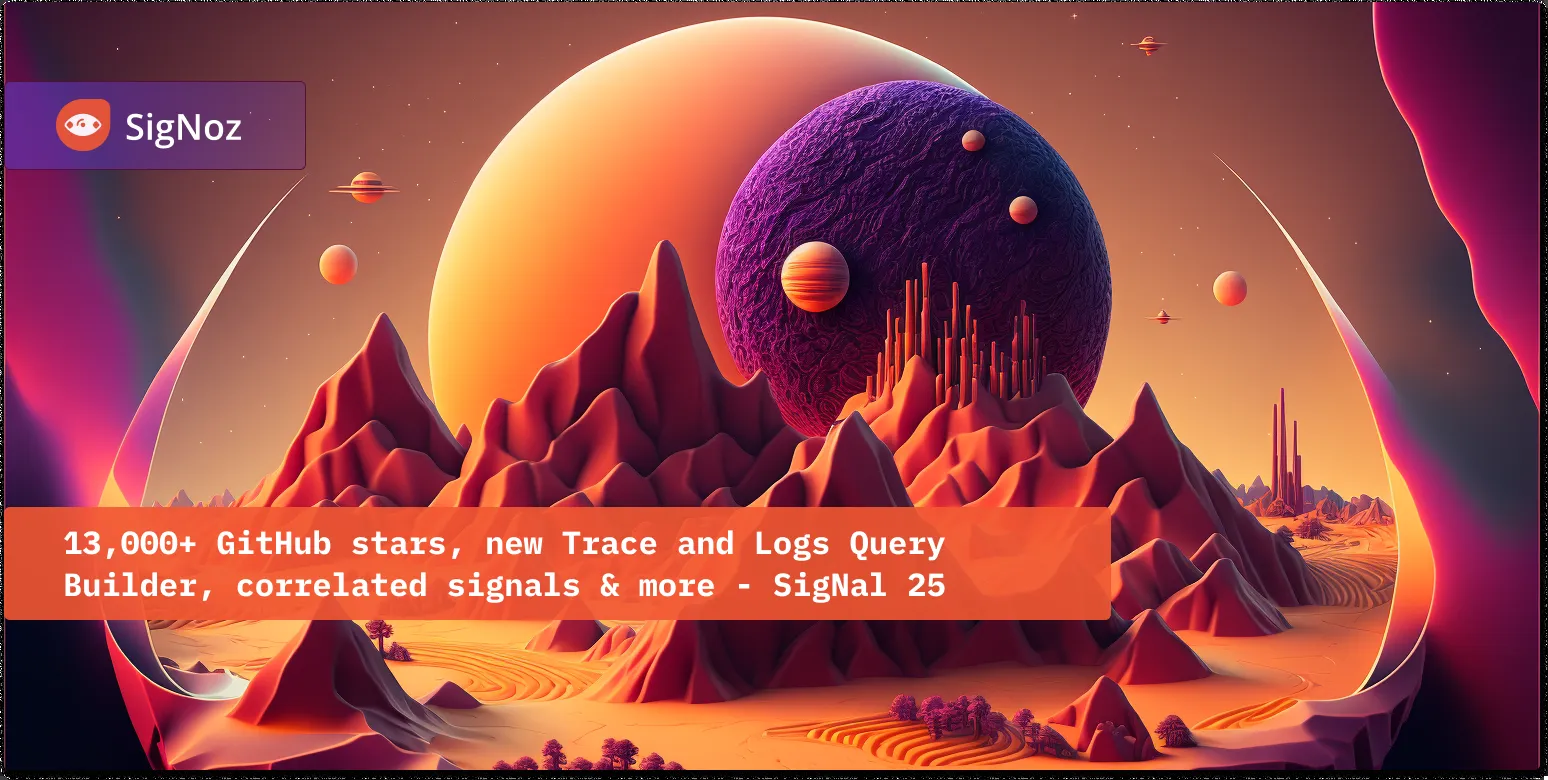 SigNoz
13,000+ GitHub stars, new Trace and Logs Query
Builder, correlated signals & more - SigNal 25